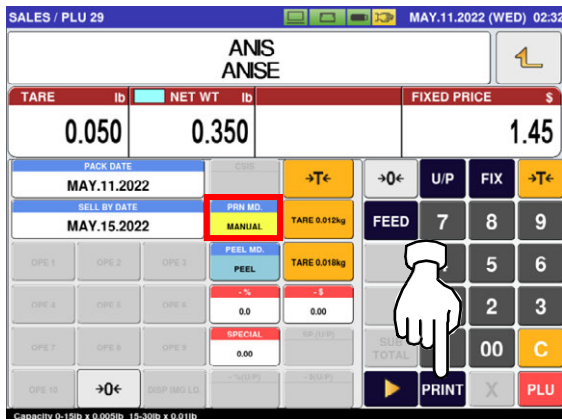 SALES / PLU 29 MAY.11.2022 (WED) 02:32
ANIS
ANISE
TARE lb NET WT lb FIXED PRICE $
0.050 0.350 1.45
PACK DATE
MAY.11.2022
CSIS
→T←
→0← U/P FIX →T←
SELL BY DATE
MAY.15.2022
PRN MD.
MANUAL
TARE 0.012kg
FEED 7 8 9
OPE 1 OPE 2 OPE 3
PEEL MD.
PEEL
TARE 0.018kg
5 6
OPE 4 OPE 5 OPE 6
- %
0.0
- $
0.00
2 3
OPE 7 OPE 8 OPE 9
SPECIAL
0.00
SP.(U/P)
SUB
TOTAL
00 C
OPE 10 →0← DISP IMG LD
- %(U/P) - $(U/P)
PRINT X PLU
Capacity 0-15lb x 0.005lb 15-30lb x 0.01lb